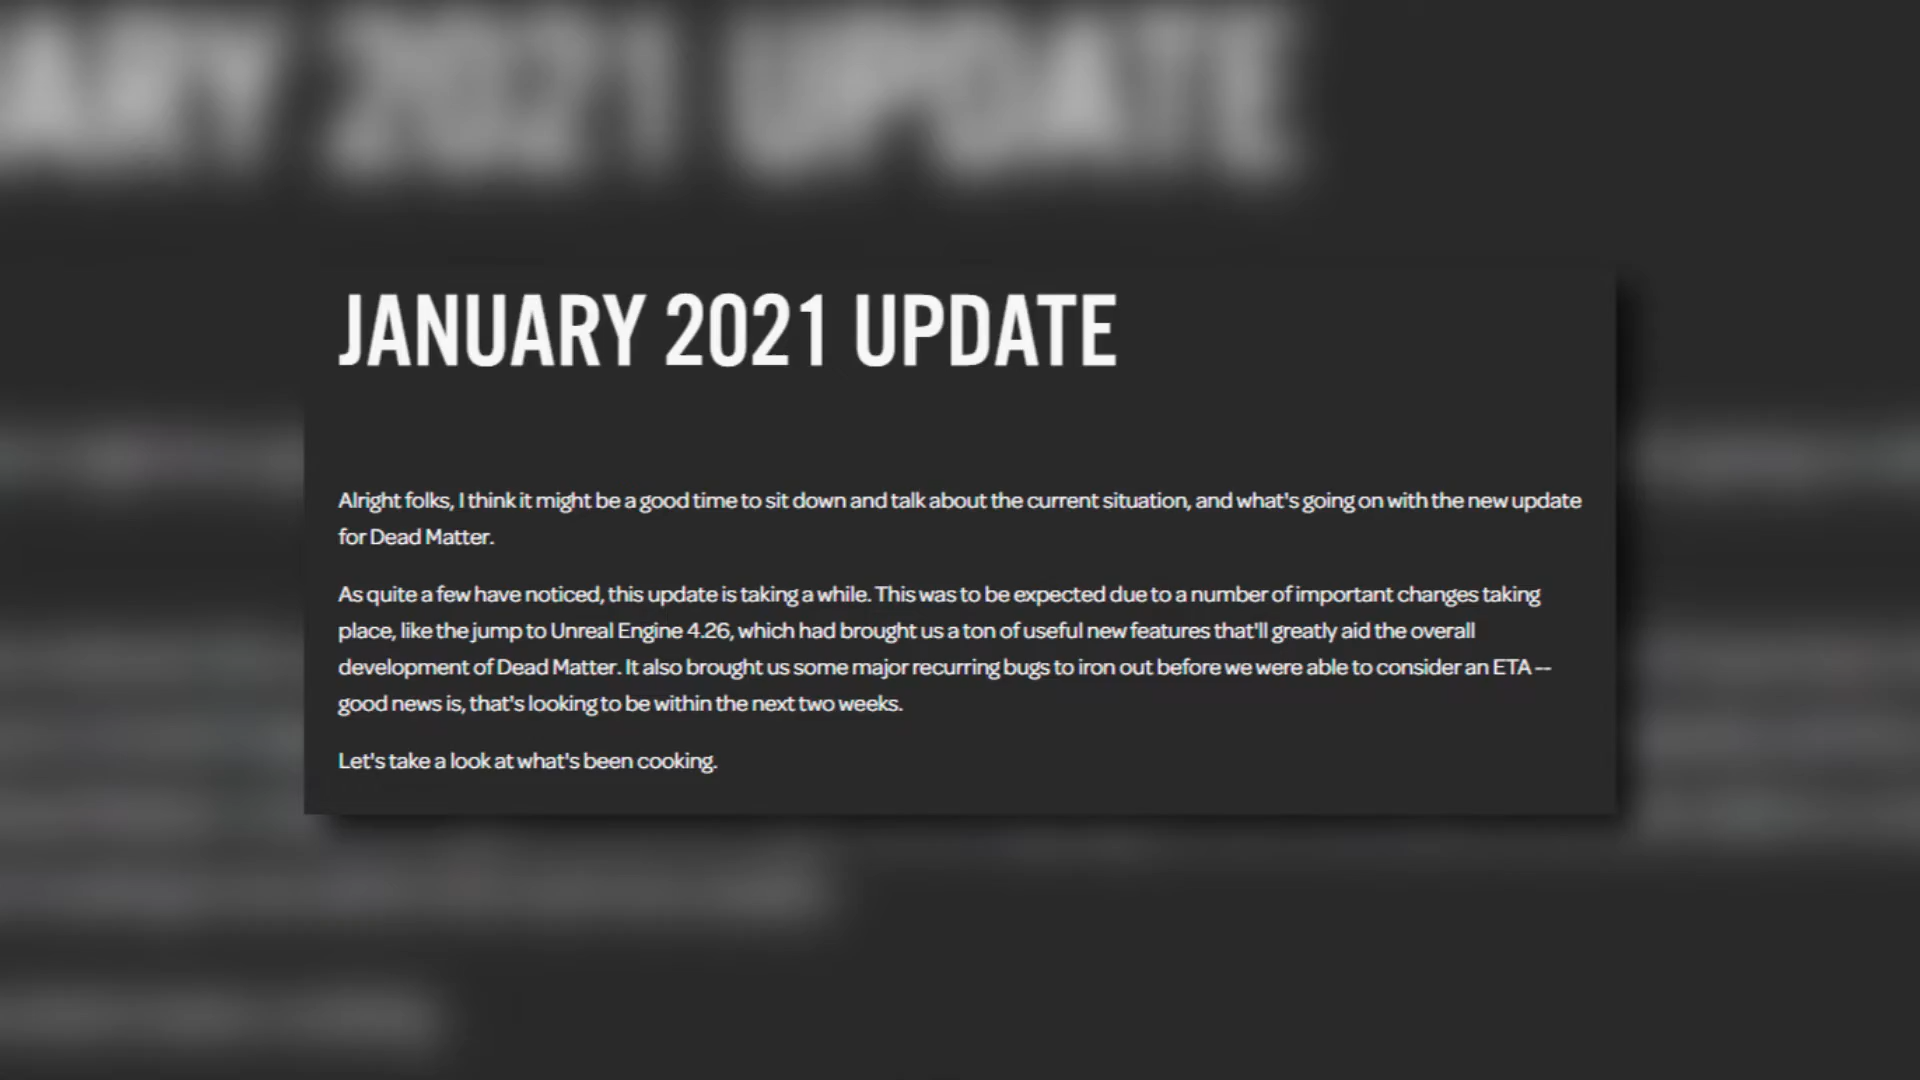 JANUARY 2021 UPDATE
Alright folks, I think it might be a good time to sit down and talk about the current situation, and what's going on with the new update
for Dead Matter.
As quite a few have noticed, this update is taking a while. This was to be expected due to a number of important changes taking
place, like the jump to Unreal Engine 4.26, which had brought us a ton of useful new features that'll greatly aid the overall
development of Dead Matter. It also brought us some major recurring bugs to iron out before we were able to consider an ETA --
good news is, that's looking to be within the next two weeks.
Let's take a look at what's been cooking.